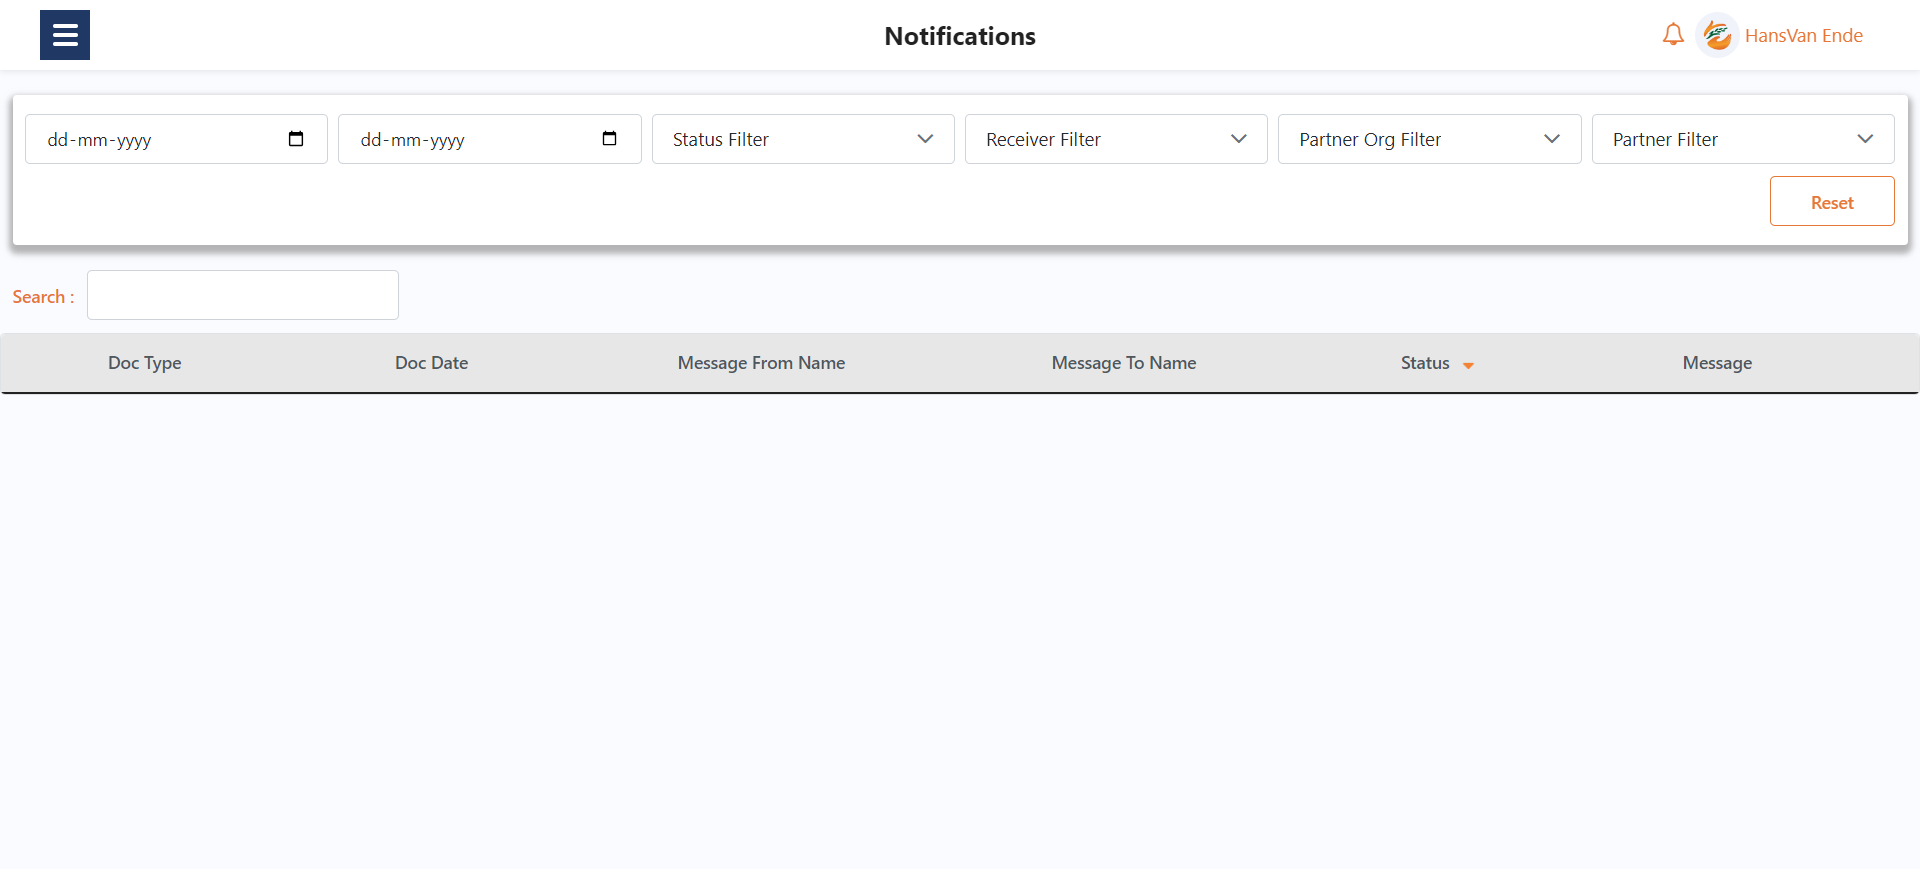 Notifications
HansVan Ende
dd-mm-yyyy dd-mm-yyyy Status Filter Receiver Filter Partner Org Filter Partner Filter
Reset
Search :
Doc Type Doc Date Message From Name Message To Name Status Message